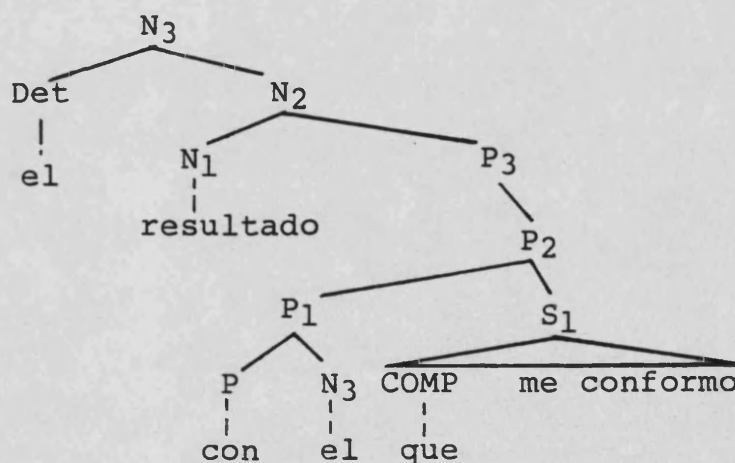 N3
Det N2
el N1 P3
resultado
P2
P1 S1
P N3 COMP me conformo
con el que